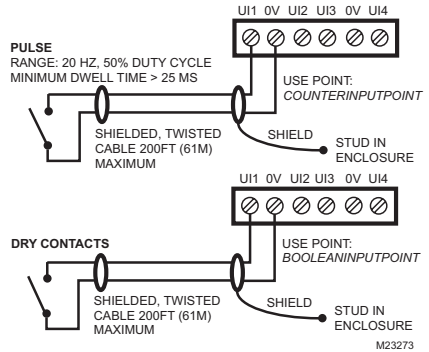 UI1 0V UI2 UI3 0V UI4
PULSE
RANGE: 20 HZ, 50% DUTY CYCLE
MINIMUM DWELL TIME > 25 MS
USE POINT:
COUNTERINPUTPOINT
SHIELDED, TWISTED
CABLE 200FT (61M)
MAXIMUM
SHIELD
STUD IN
ENCLOSURE
UI1 0V UI2 UI3 0V UI4
DRY CONTACTS
USE POINT:
BOOLEANINPUTPOINT
SHIELDED, TWISTED
CABLE 200FT (61M)
MAXIMUM
SHIELD
STUD IN
ENCLOSURE
M23273